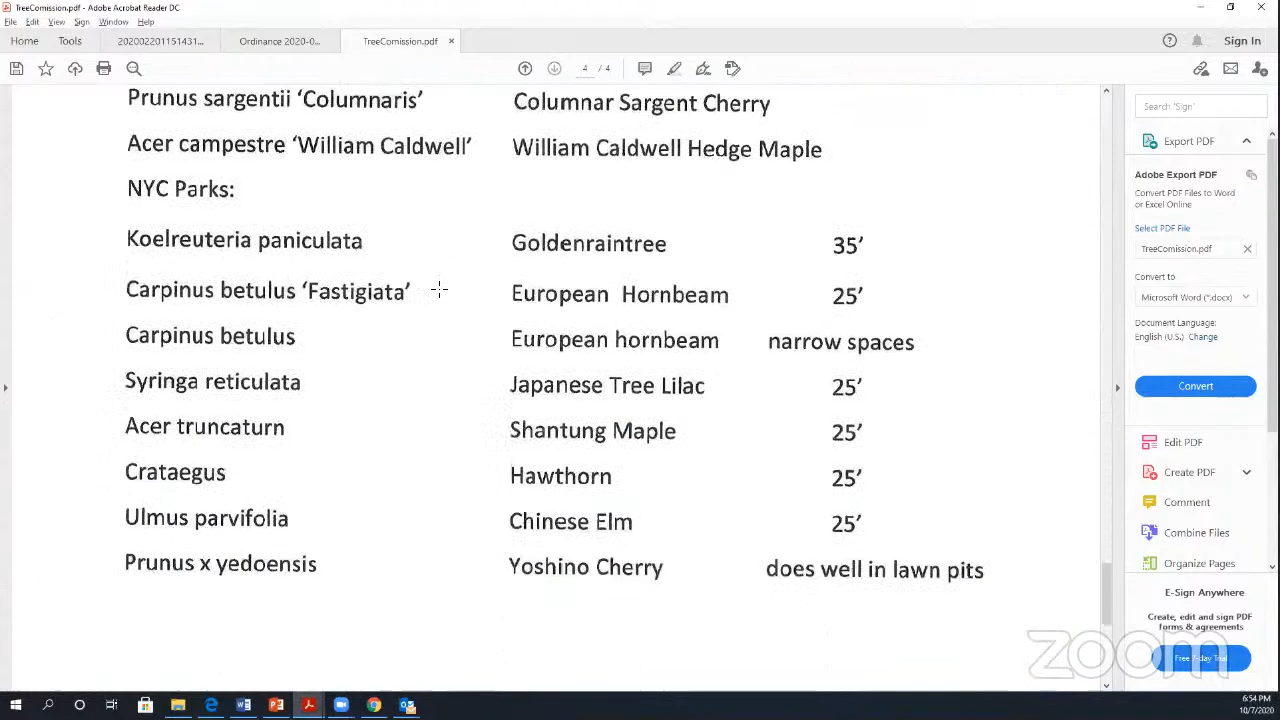 TreeComission.pdf - Adobe Acrobat Reader DC
File Edit View Sign Window Help
Home Tools 202002201151431... Ordinance 2020-0... TreeComission.pdf × Sign In
4 / 4
Prunus sargentii ‘Columnaris’ Columnar Sargent Cherry
Acer campestre ‘William Caldwell’ William Caldwell Hedge Maple
NYC Parks:
Koelreuteria paniculata Goldenraintree 35’
Carpinus betulus ‘Fastigiata’ European Hornbeam 25’
Carpinus betulus European hornbeam narrow spaces
Syringa reticulata Japanese Tree Lilac 25’
Acer truncaturn Shantung Maple 25’
Crataegus Hawthorn 25’
Ulmus parvifolia Chinese Elm 25’
Prunus x yedoensis Yoshino Cherry does well in lawn pits
Search 'Sign'
Export PDF
Adobe Export PDF
Convert PDF Files to Word
or Excel Online
Select PDF File
TreeComission.pdf
Convert to
Microsoft Word (*.docx)
Document Language:
English (U.S.) Change
Convert
Edit PDF
Create PDF
Comment
Combine Files
Organize Pages
E-Sign Anywhere
Create, edit and sign PDF
forms & agreements
Free 7-day Trial
zoom
6:54 PM
10/7/2020